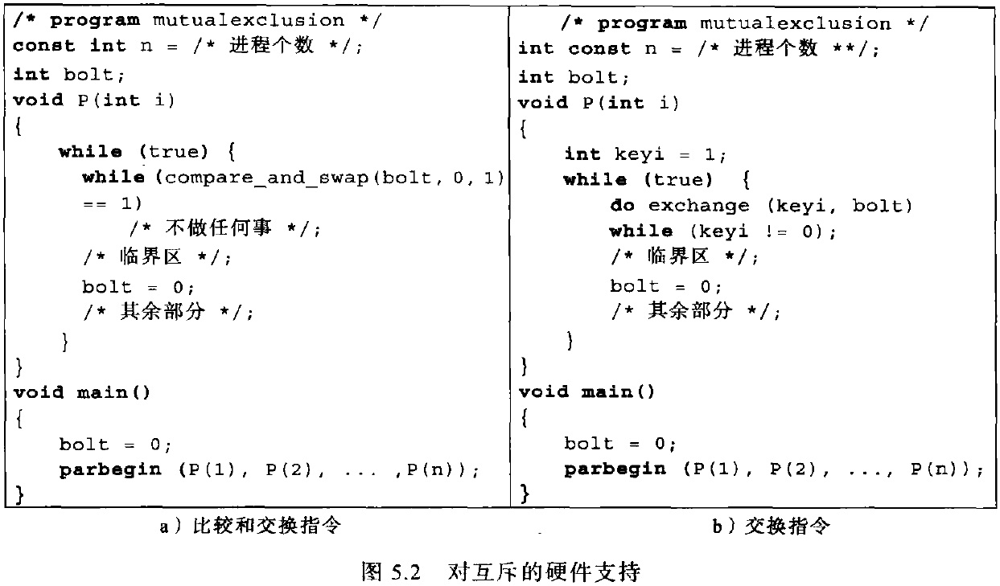 /* program mutualexclusion */
const int n = /* 进程个数 */;
int bolt;
void P(int i)
{
while (true) {
while (compare_and_swap(bolt, 0, 1)
== 1)
/* 不做任何事 */;
/* 临界区 */;
bolt = 0;
/* 其余部分 */;
}
}
void main()
{
bolt = 0;
parbegin (P(1), P(2), ... ,P(n));
}
a）比较和交换指令
/* program mutualexclusion */
int const n = /* 进程个数 **/;
int bolt;
void P(int i)
{
int keyi = 1;
while (true) {
do exchange (keyi, bolt)
while (keyi != 0);
/* 临界区 */;
bolt = 0;
/* 其余部分 */;
}
}
void main()
{
bolt = 0;
parbegin (P(1), P(2), ..., P(n));
}
b）交换指令
图 5.2 对互斥的硬件支持